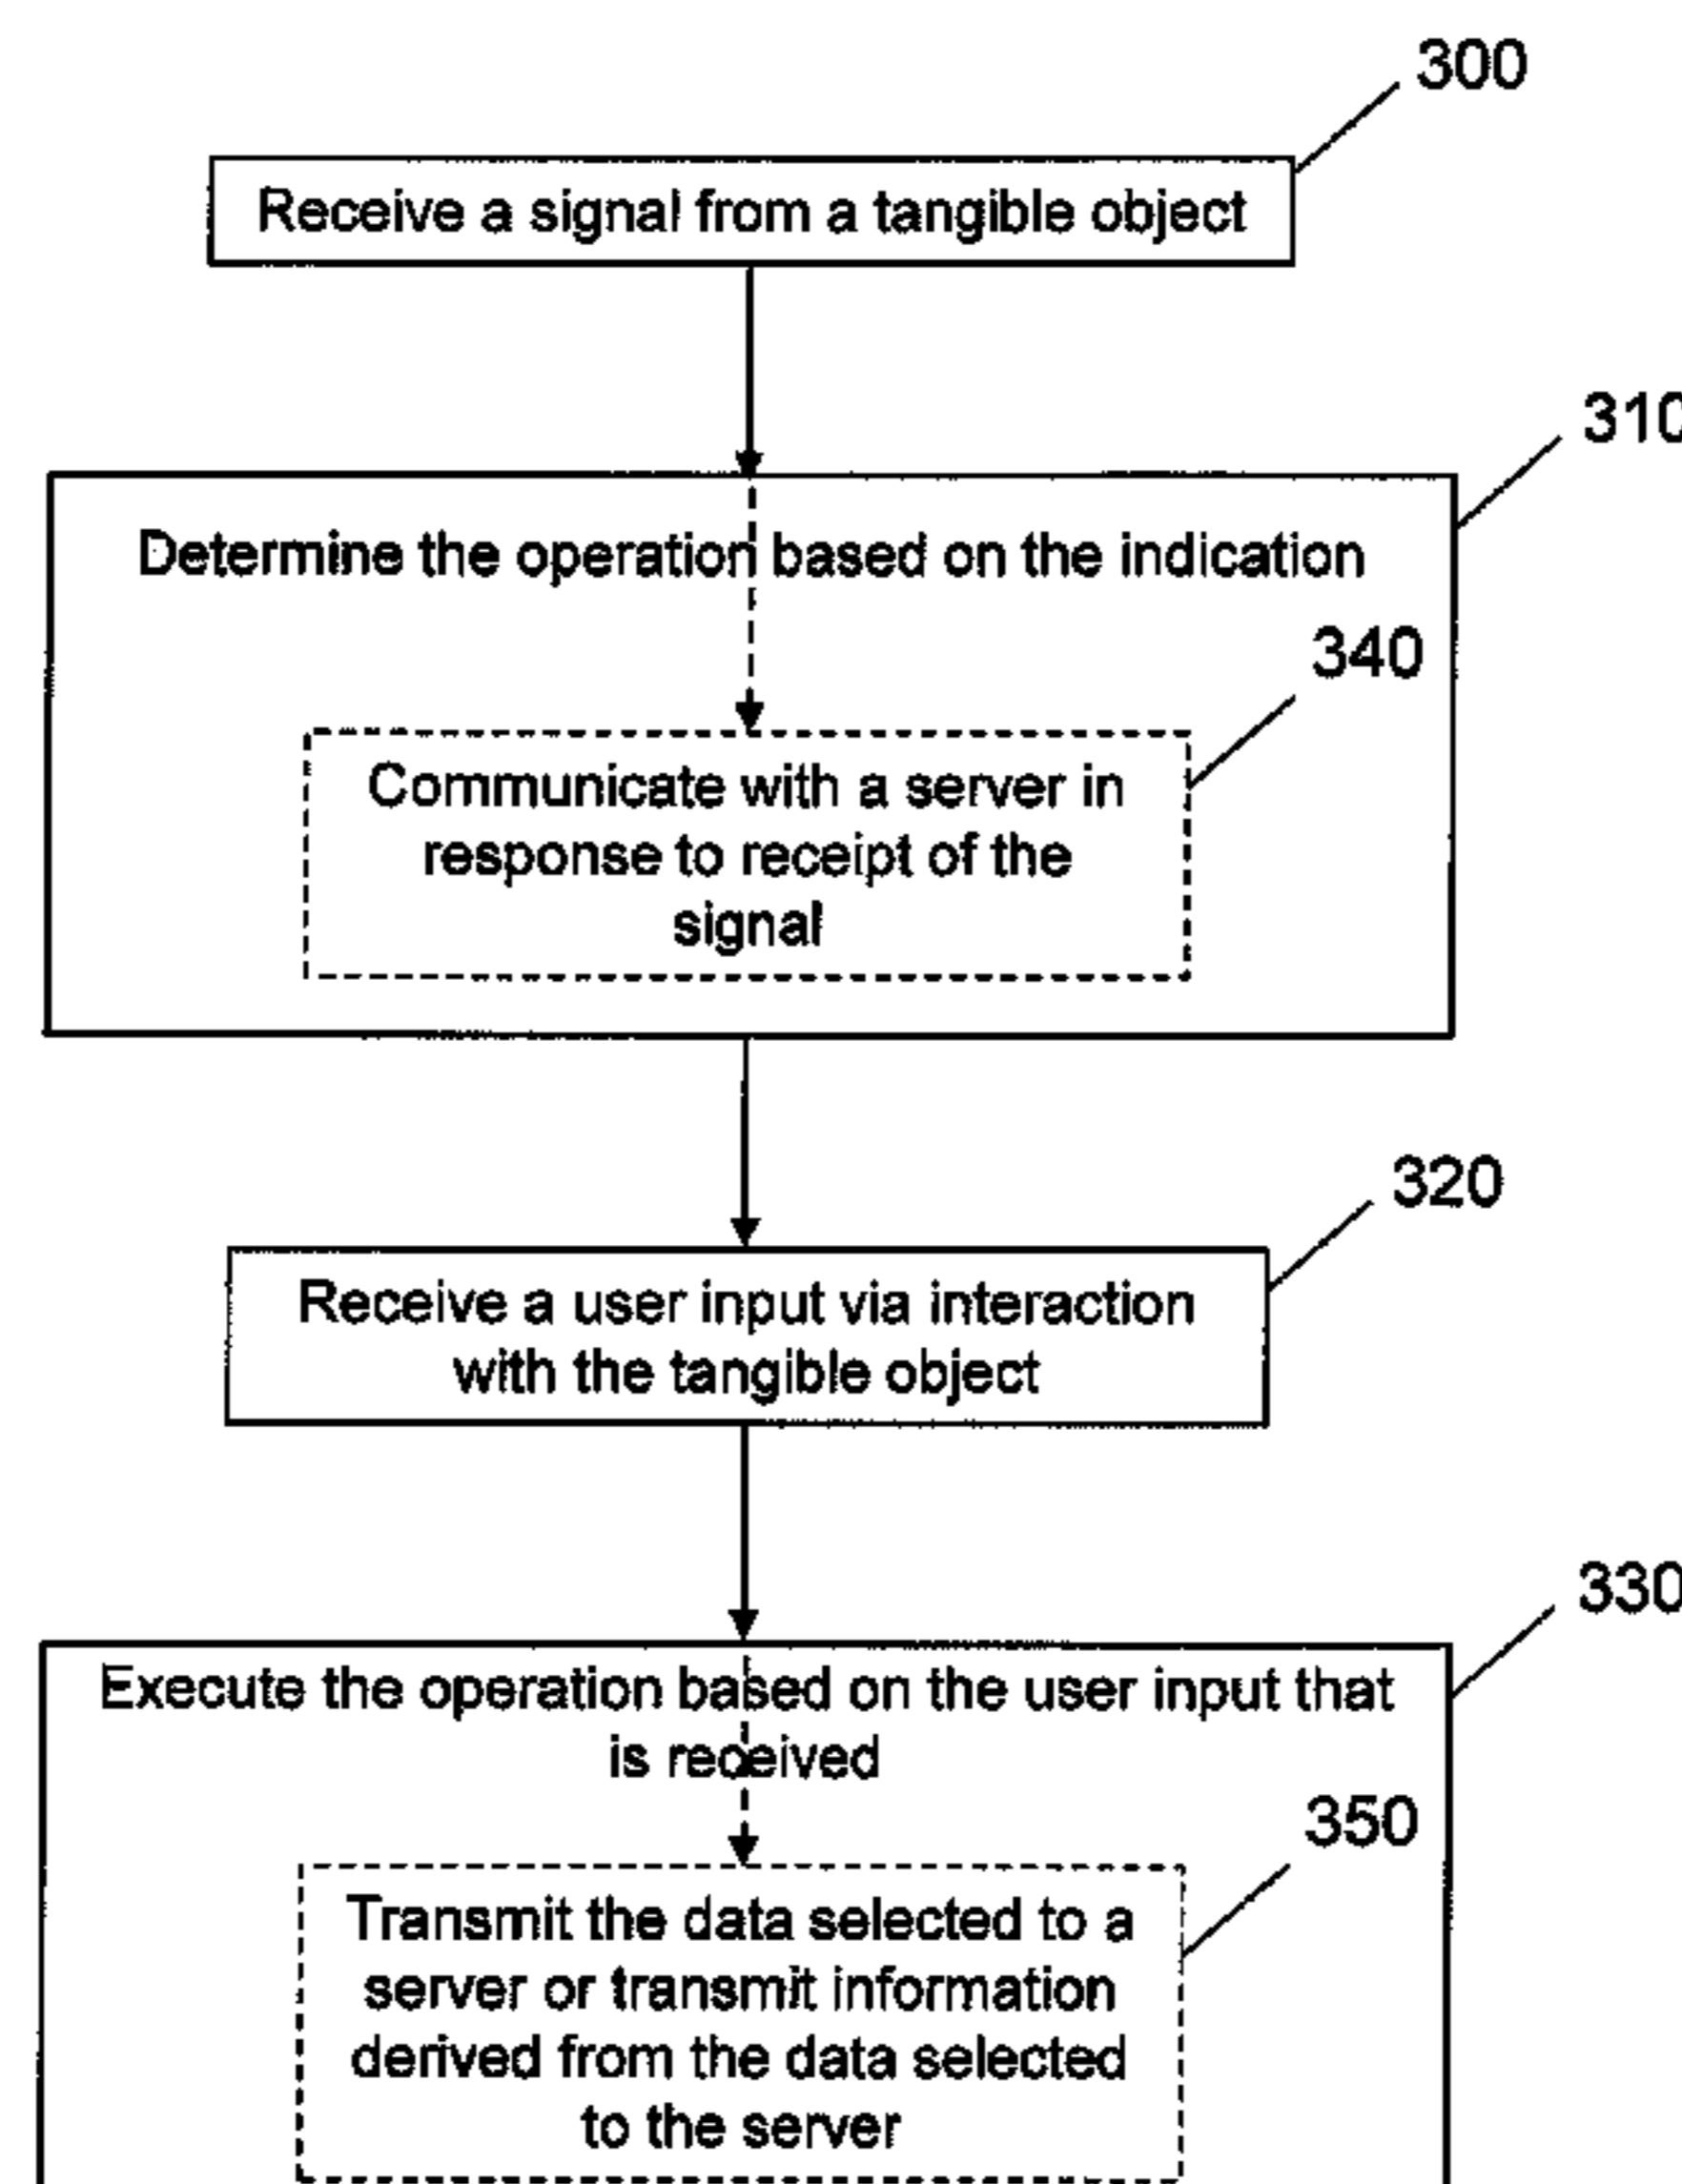 300
Receive a signal from a tangible object
310
Determine the operation based on the indication
340
Communicate with a server in
response to receipt of the
signal
320
Receive a user input via interaction
with the tangible object
330
Execute the operation based on the user input that
is received
350
Transmit the data selected to a
server or transmit information
derived from the data selected
to the server